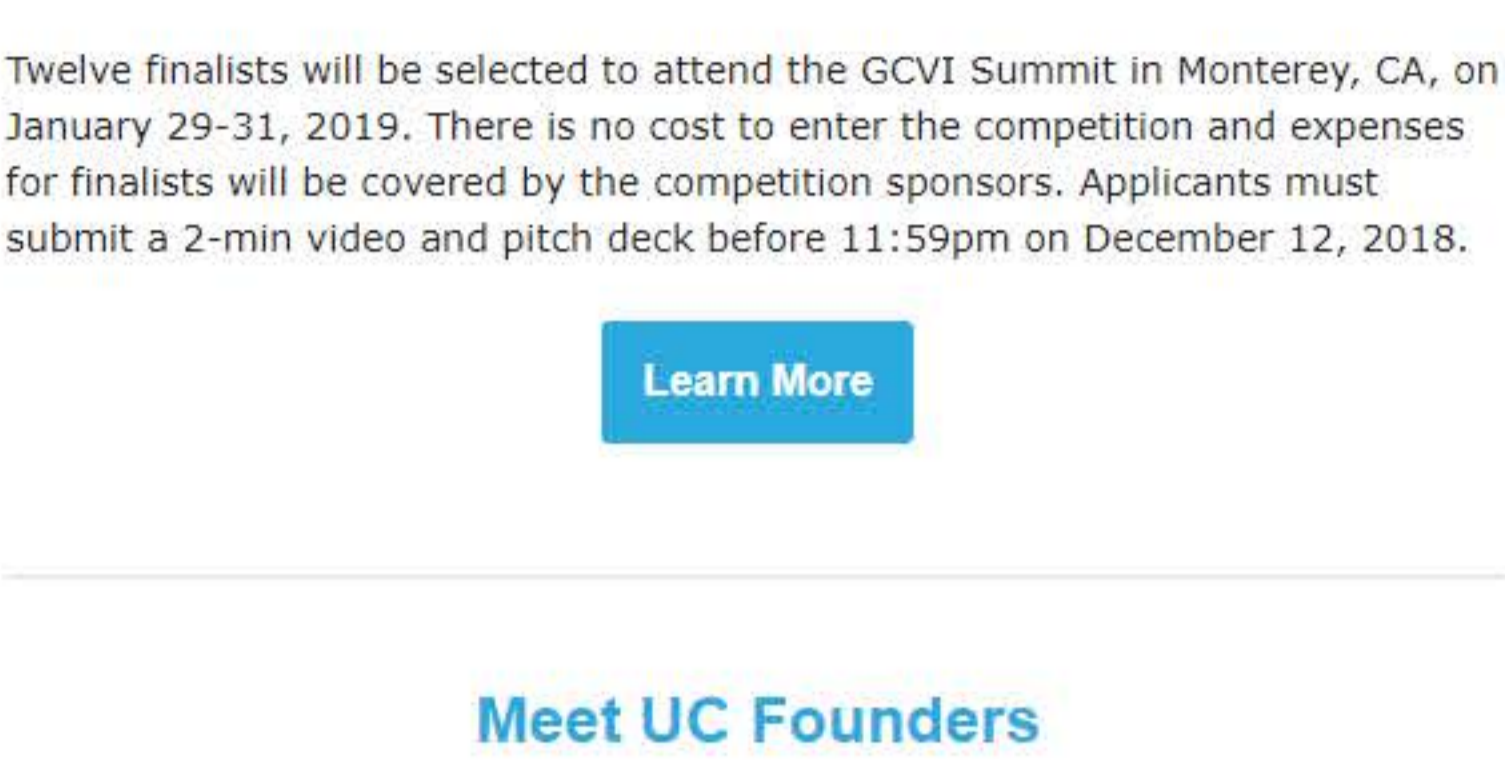 Twelve finalists will be selected to attend the GCVI Summit in Monterey, CA, on
January 29-31, 2019. There is no cost to enter the competition and expenses
for finalists will be covered by the competition sponsors. Applicants must
submit a 2-min video and pitch deck before 11:59pm on December 12, 2018.
Learn More
Meet UC Founders